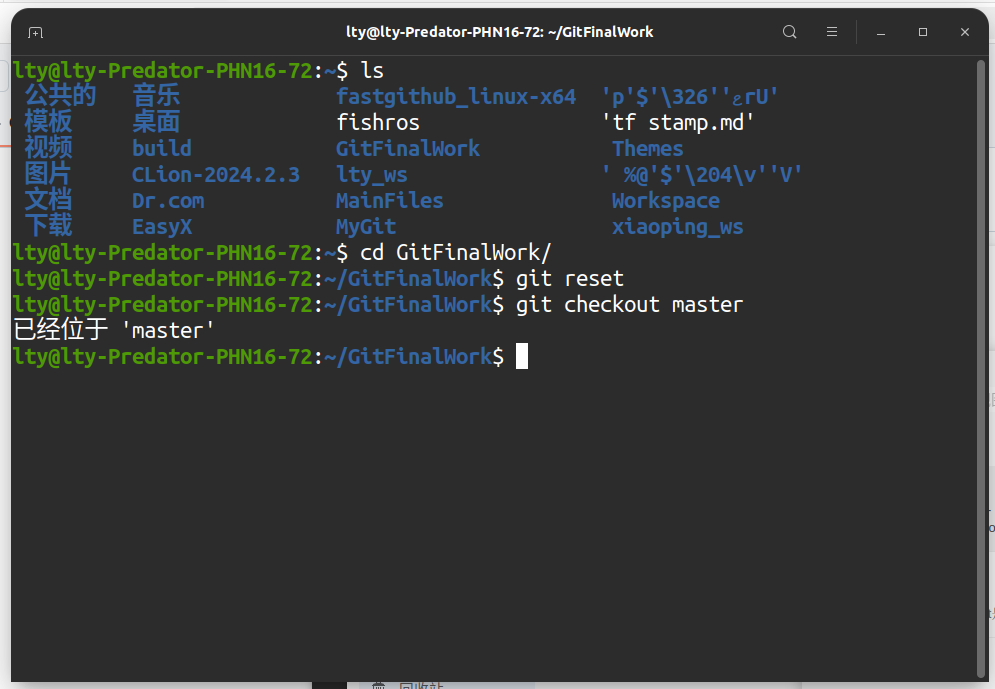 lty@lty-Predator-PHN16-72: ~/GitFinalWork
lty@lty-Predator-PHN16-72:~$ ls
公共的 音乐 fastgithub_linux-x64 'p'$'\326''ۼrU'
模板 桌面 fishros 'tf stamp.md'
视频 build GitFinalWork Themes
图片 CLion-2024.2.3 lty_ws ' %@'$'\204\v''V'
文档 Dr.com MainFiles Workspace
下载 EasyX MyGit xiaoping_ws
lty@lty-Predator-PHN16-72:~$ cd GitFinalWork/
lty@lty-Predator-PHN16-72:~/GitFinalWork$ git reset
lty@lty-Predator-PHN16-72:~/GitFinalWork$ git checkout master
已经位于 'master'
lty@lty-Predator-PHN16-72:~/GitFinalWork$